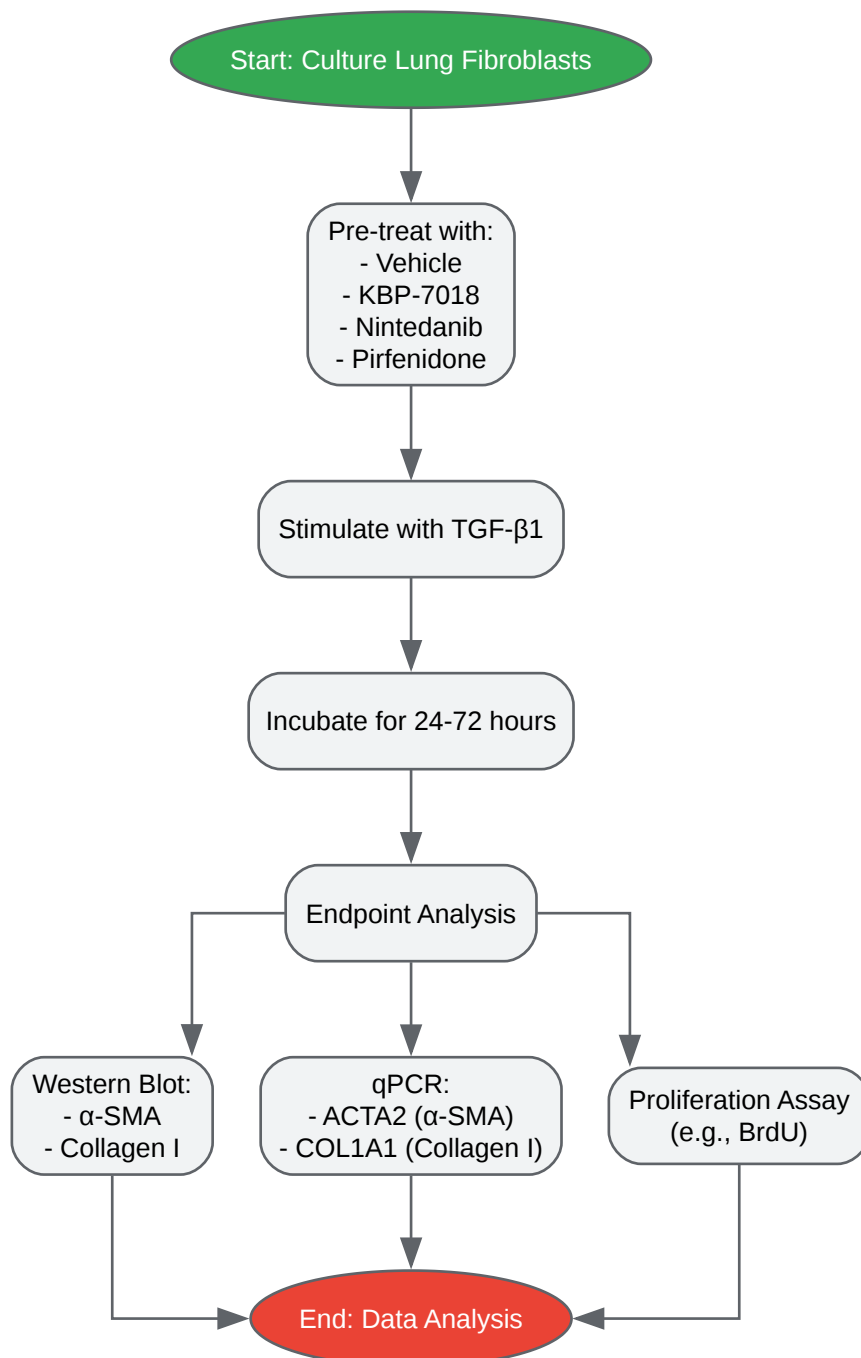 Start: Culture Lung Fibroblasts
Pre-treat with:
- Vehicle
- KBP-7018
- Nintedanib
- Pirfenidone
Stimulate with TGF-β1
Incubate for 24-72 hours
Endpoint Analysis
Western Blot:
- α-SMA
- Collagen I
qPCR:
- ACTA2 (α-SMA)
- COL1A1 (Collagen I)
Proliferation Assay
(e.g., BrdU)
End: Data Analysis